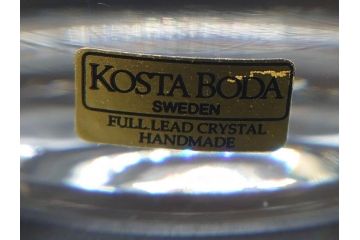 KOSTA BODA
SWEDEN
FULL LEAD CRYSTAL
HANDMADE